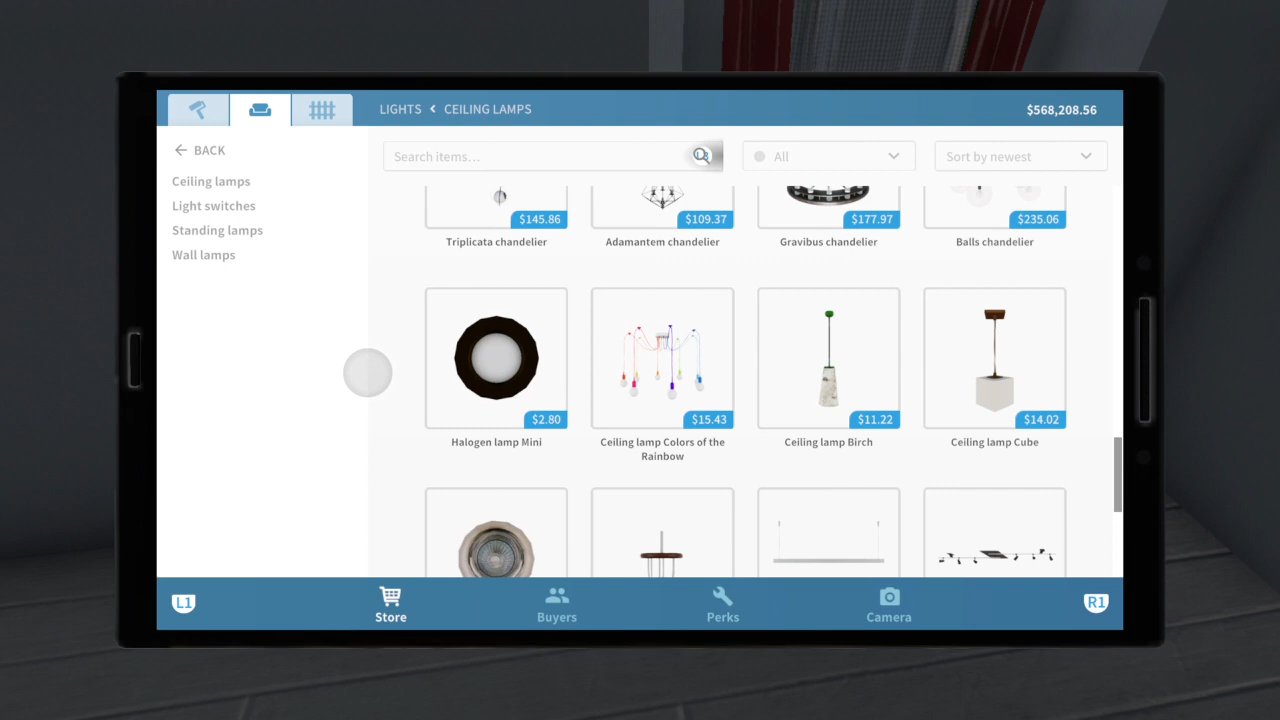 LIGHTS < CEILING LAMPS
$568,208.56
BACK
Ceiling lamps
Light switches
Standing lamps
Wall lamps
Search items...
All
Sort by newest
$145.86
$109.37
$177.97
$235.06
Triplicata chandelier
Adamantem chandelier
Gravibus chandelier
Balls chandelier
$2.80
$15.43
$11.22
$14.02
Halogen lamp Mini
Ceiling lamp Colors of the
Rainbow
Ceiling lamp Birch
Ceiling lamp Cube
L1
Store
Buyers
Perks
Camera
R1